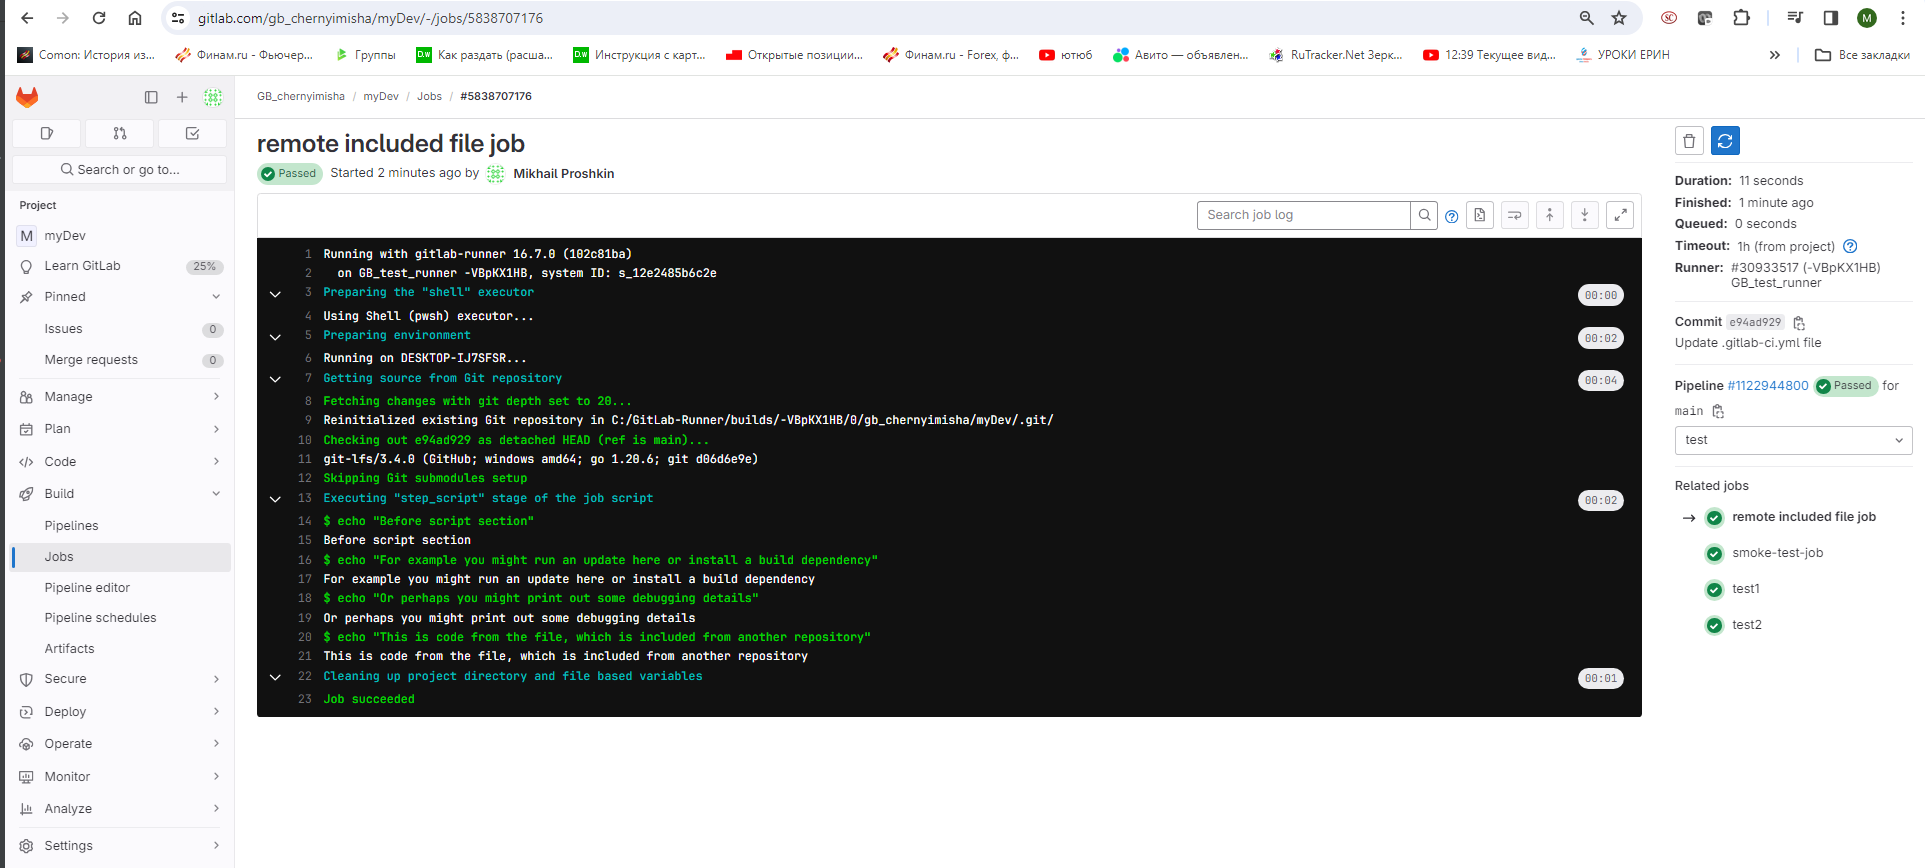 gitlab.com/gb_chernyimisha/myDev/-/jobs/5838707176
SC
M
Comon: История из...
Финам.ru - Фьючер...
Группы
D.W Как раздать (расша...
D.W Инструкция с карт...
Открытые позиции...
Финам.ru - Forex, ф...
ютюб
Авито — объявлен...
RuTracker.Net Зерк...
12:39 Текущее вид...
УРОКИ ЕРИН
Все закладки
GB_chernyimisha / myDev / Jobs / #5838707176
Search or go to...
Project
M myDev
Learn GitLab 25%
Pinned
Issues 0
Merge requests 0
Manage
Plan
Code
Build
Pipelines
Jobs
Pipeline editor
Pipeline schedules
Artifacts
Secure
Deploy
Operate
Monitor
Analyze
Settings
remote included file job
Passed Started 2 minutes ago by Mikhail Proshkin
Search job log
1 Running with gitlab-runner 16.7.0 (102c81ba)
2 on GB_test_runner -VBpKX1HB, system ID: s_12e2485b6c2e
3 Preparing the "shell" executor 00:00
4 Using Shell (pwsh) executor...
5 Preparing environment 00:02
6 Running on DESKTOP-IJ7SFSR...
7 Getting source from Git repository 00:04
8 Fetching changes with git depth set to 20...
9 Reinitialized existing Git repository in C:/GitLab-Runner/builds/-VBpKX1HB/0/gb_chernyimisha/myDev/.git/
10 Checking out e94ad929 as detached HEAD (ref is main)...
11 git-lfs/3.4.0 (GitHub; windows amd64; go 1.20.6; git d06d6e9e)
12 Skipping Git submodules setup
13 Executing "step_script" stage of the job script 00:02
14 $ echo "Before script section"
15 Before script section
16 $ echo "For example you might run an update here or install a build dependency"
17 For example you might run an update here or install a build dependency
18 $ echo "Or perhaps you might print out some debugging details"
19 Or perhaps you might print out some debugging details
20 $ echo "This is code from the file, which is included from another repository"
21 This is code from the file, which is included from another repository
22 Cleaning up project directory and file based variables 00:01
23 Job succeeded
Duration: 11 seconds
Finished: 1 minute ago
Queued: 0 seconds
Timeout: 1h (from project)
Runner: #30933517 (-VBpKX1HB)
GB_test_runner
Commit e94ad929
Update .gitlab-ci.yml file
Pipeline #1122944800 Passed for
main
test
Related jobs
→ remote included file job
smoke-test-job
test1
test2